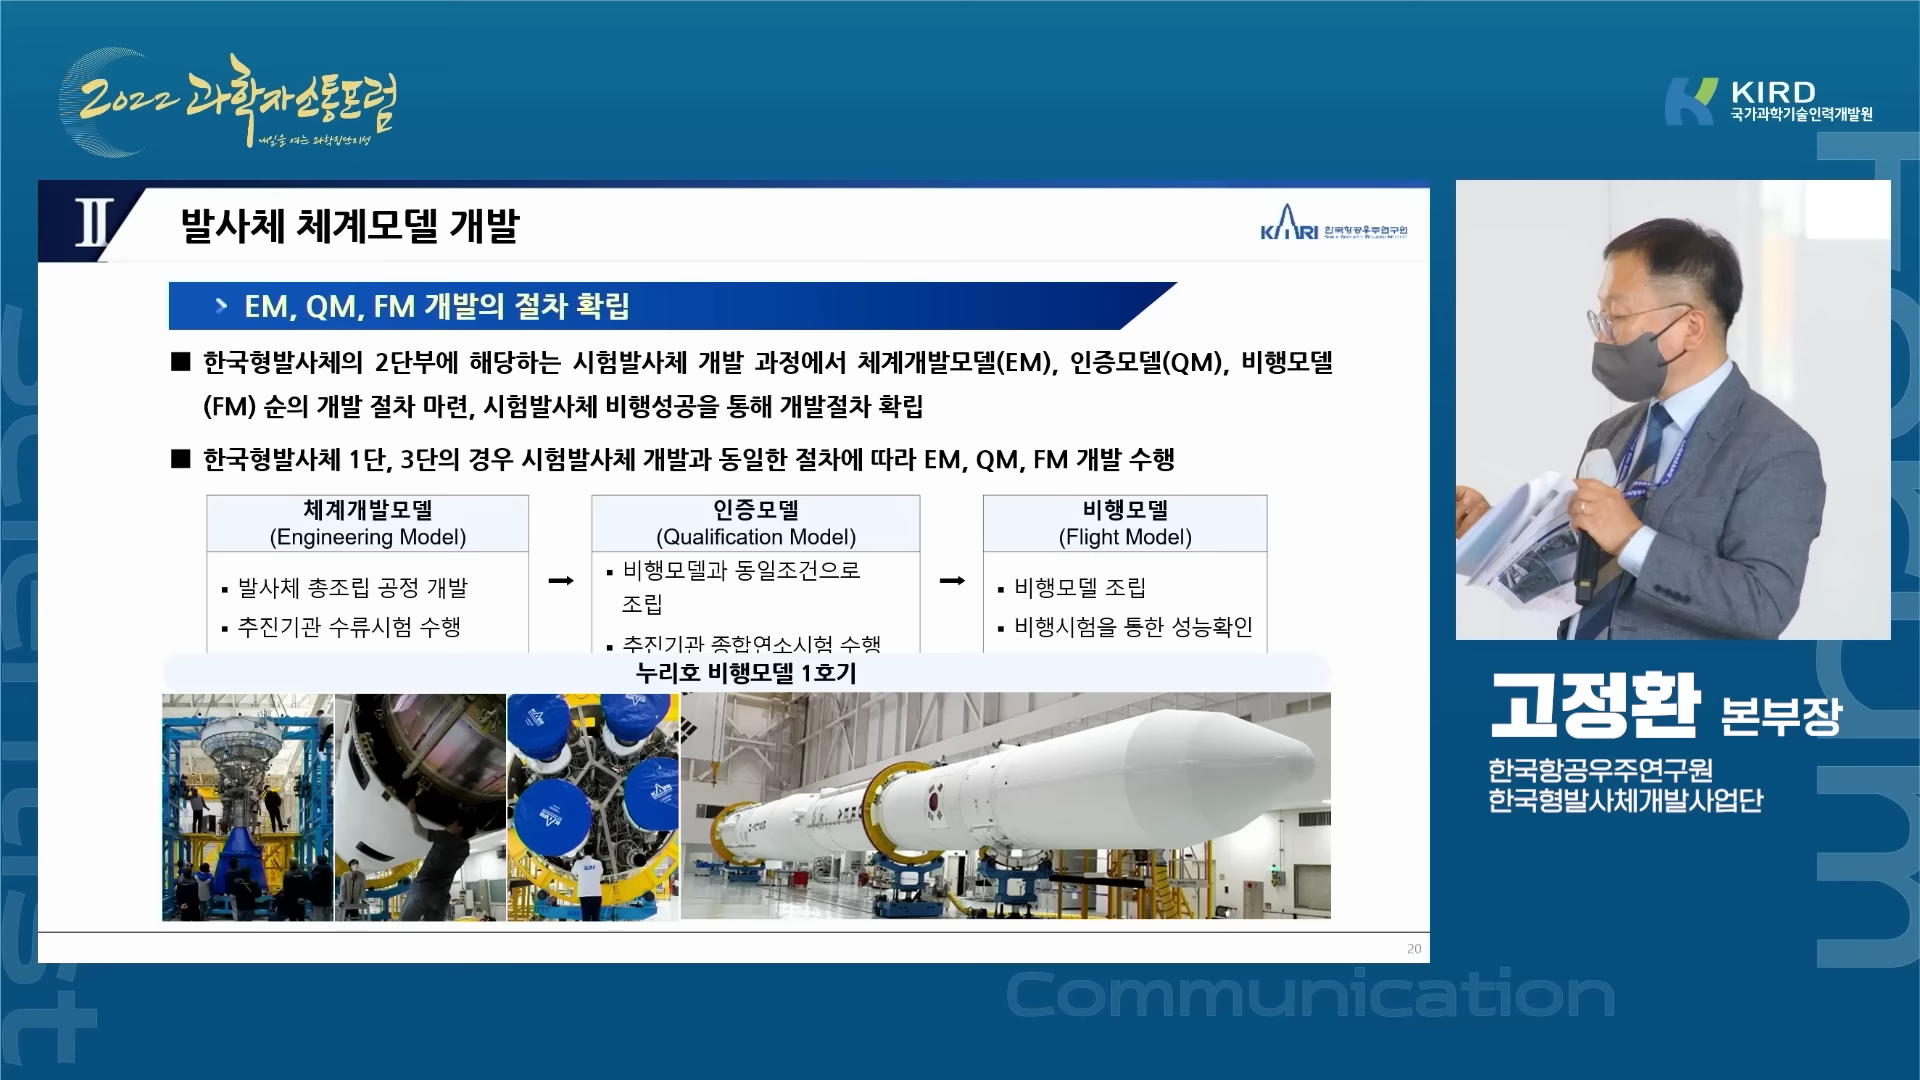 2022 과학자소통포럼
내일을 여는 과학집단지성
KIRD
국가과학기술인력개발원
Ⅱ 발사체 체계모델 개발
KARI 한국항공우주연구원
EM, QM, FM 개발의 절차 확립
■ 한국형발사체의 2단부에 해당하는 시험발사체 개발 과정에서 체계개발모델(EM), 인증모델(QM), 비행모델
(FM) 순의 개발 절차 마련, 시험발사체 비행성공을 통해 개발절차 확립
■ 한국형발사체 1단, 3단의 경우 시험발사체 개발과 동일한 절차에 따라 EM, QM, FM 개발 수행
체계개발모델
(Engineering Model)
▪ 발사체 총조립 공정 개발
▪ 추진기관 수류시험 수행
인증모델
(Qualification Model)
▪ 비행모델과 동일조건으로
조립
▪ 추진기관 종합연소시험 수행
비행모델
(Flight Model)
▪ 비행모델 조립
▪ 비행시험을 통한 성능확인
누리호 비행모델 1호기
20
고정환 본부장
한국항공우주연구원
한국형발사체개발사업단
Communication